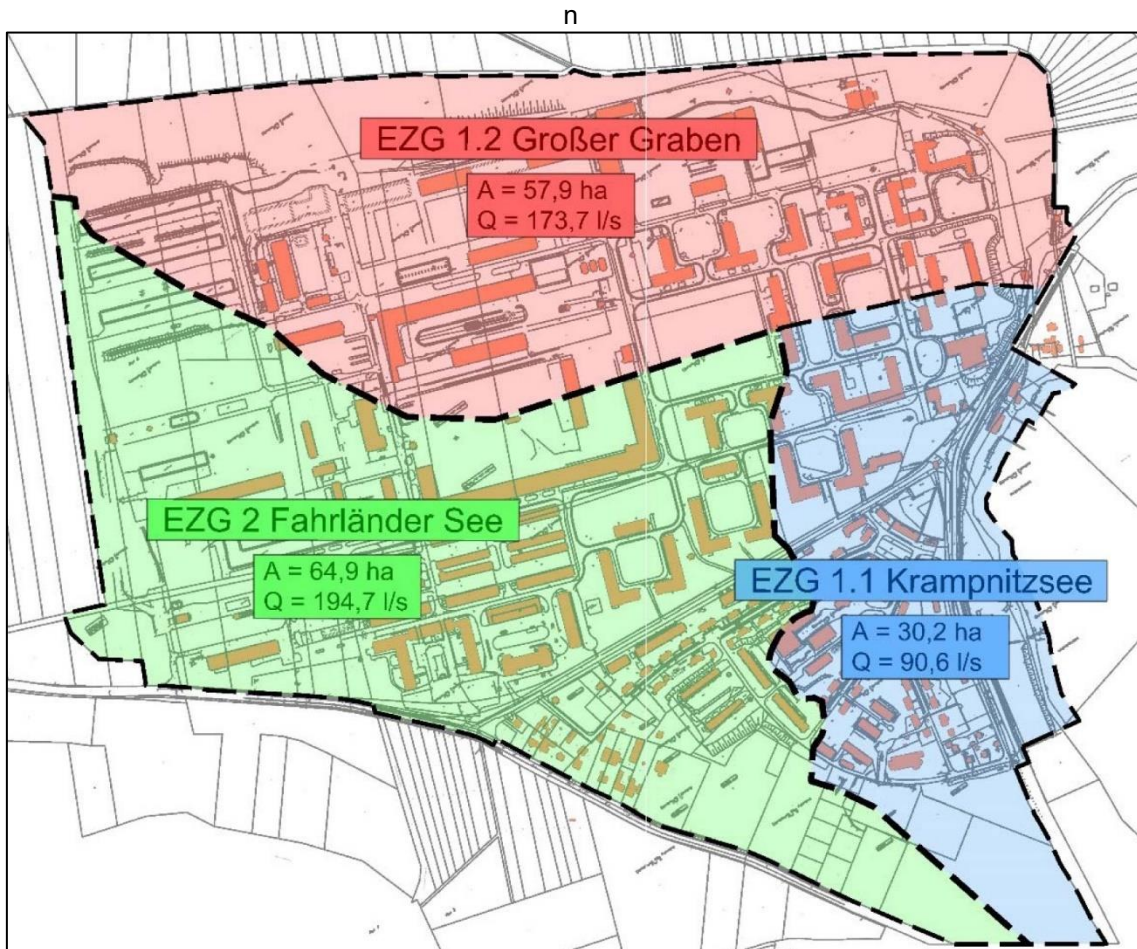 n
EZG 1.2 Großer Graben
A = 57,9 ha
Q = 173,7 l/s
EZG 2 Fahrländer See
A = 64,9 ha
Q = 194,7 l/s
EZG 1.1 Krampnitzsee
A = 30,2 ha
Q = 90,6 l/s